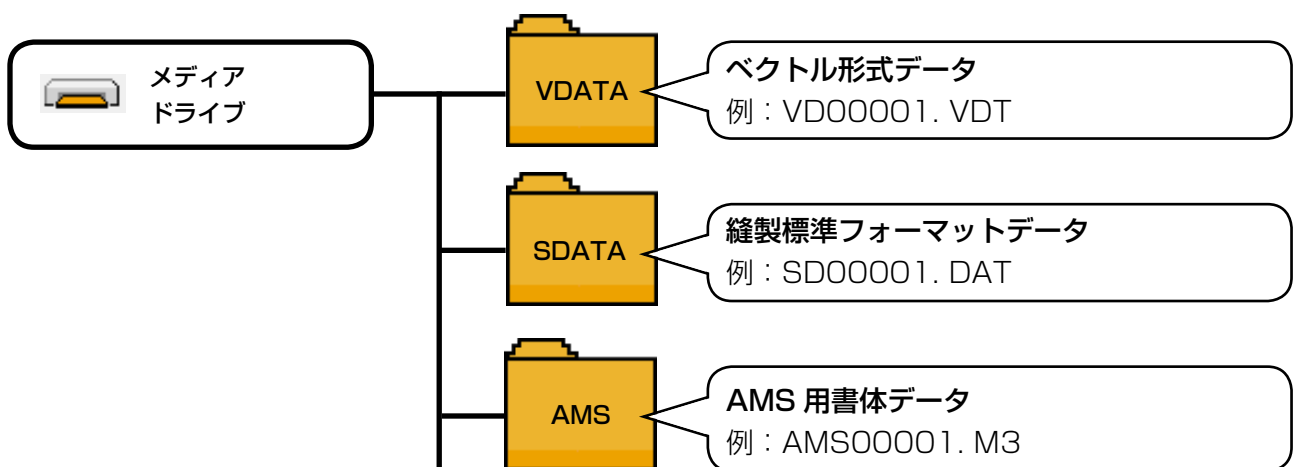 メディア
ドライブ
VDATA
ベクトル形式データ
例：VD00001. VDT
SDATA
縫製標準フォーマットデータ
例：SD00001. DAT
AMS
AMS 用書体データ
例：AMS00001. M3